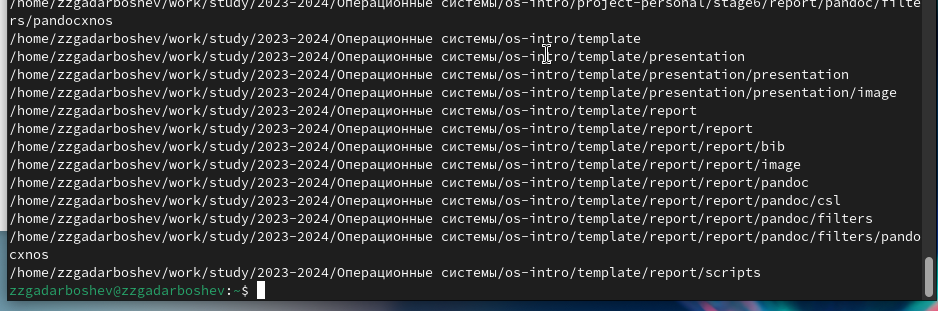 /home/zzgadarboshev/work/study/2023-2024/Операционные системы/os-intro/project-personal/stage6/report/pandoc/filte
rs/pandocxnos
/home/zzgadarboshev/work/study/2023-2024/Операционные системы/os-intro/template
/home/zzgadarboshev/work/study/2023-2024/Операционные системы/os-intro/template/presentation
/home/zzgadarboshev/work/study/2023-2024/Операционные системы/os-intro/template/presentation/presentation
/home/zzgadarboshev/work/study/2023-2024/Операционные системы/os-intro/template/presentation/presentation/image
/home/zzgadarboshev/work/study/2023-2024/Операционные системы/os-intro/template/report
/home/zzgadarboshev/work/study/2023-2024/Операционные системы/os-intro/template/report/report
/home/zzgadarboshev/work/study/2023-2024/Операционные системы/os-intro/template/report/report/bib
/home/zzgadarboshev/work/study/2023-2024/Операционные системы/os-intro/template/report/report/image
/home/zzgadarboshev/work/study/2023-2024/Операционные системы/os-intro/template/report/report/pandoc
/home/zzgadarboshev/work/study/2023-2024/Операционные системы/os-intro/template/report/report/pandoc/csl
/home/zzgadarboshev/work/study/2023-2024/Операционные системы/os-intro/template/report/report/pandoc/filters
/home/zzgadarboshev/work/study/2023-2024/Операционные системы/os-intro/template/report/report/pandoc/filters/pando
cxnos
/home/zzgadarboshev/work/study/2023-2024/Операционные системы/os-intro/template/report/scripts
zzgadarboshev@zzgadarboshev:~$